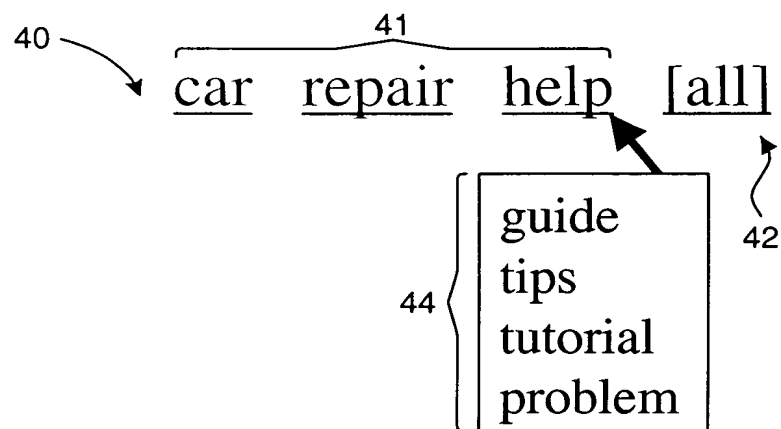 41
40
car repair help [all]
42
44
guide
tips
tutorial
problem